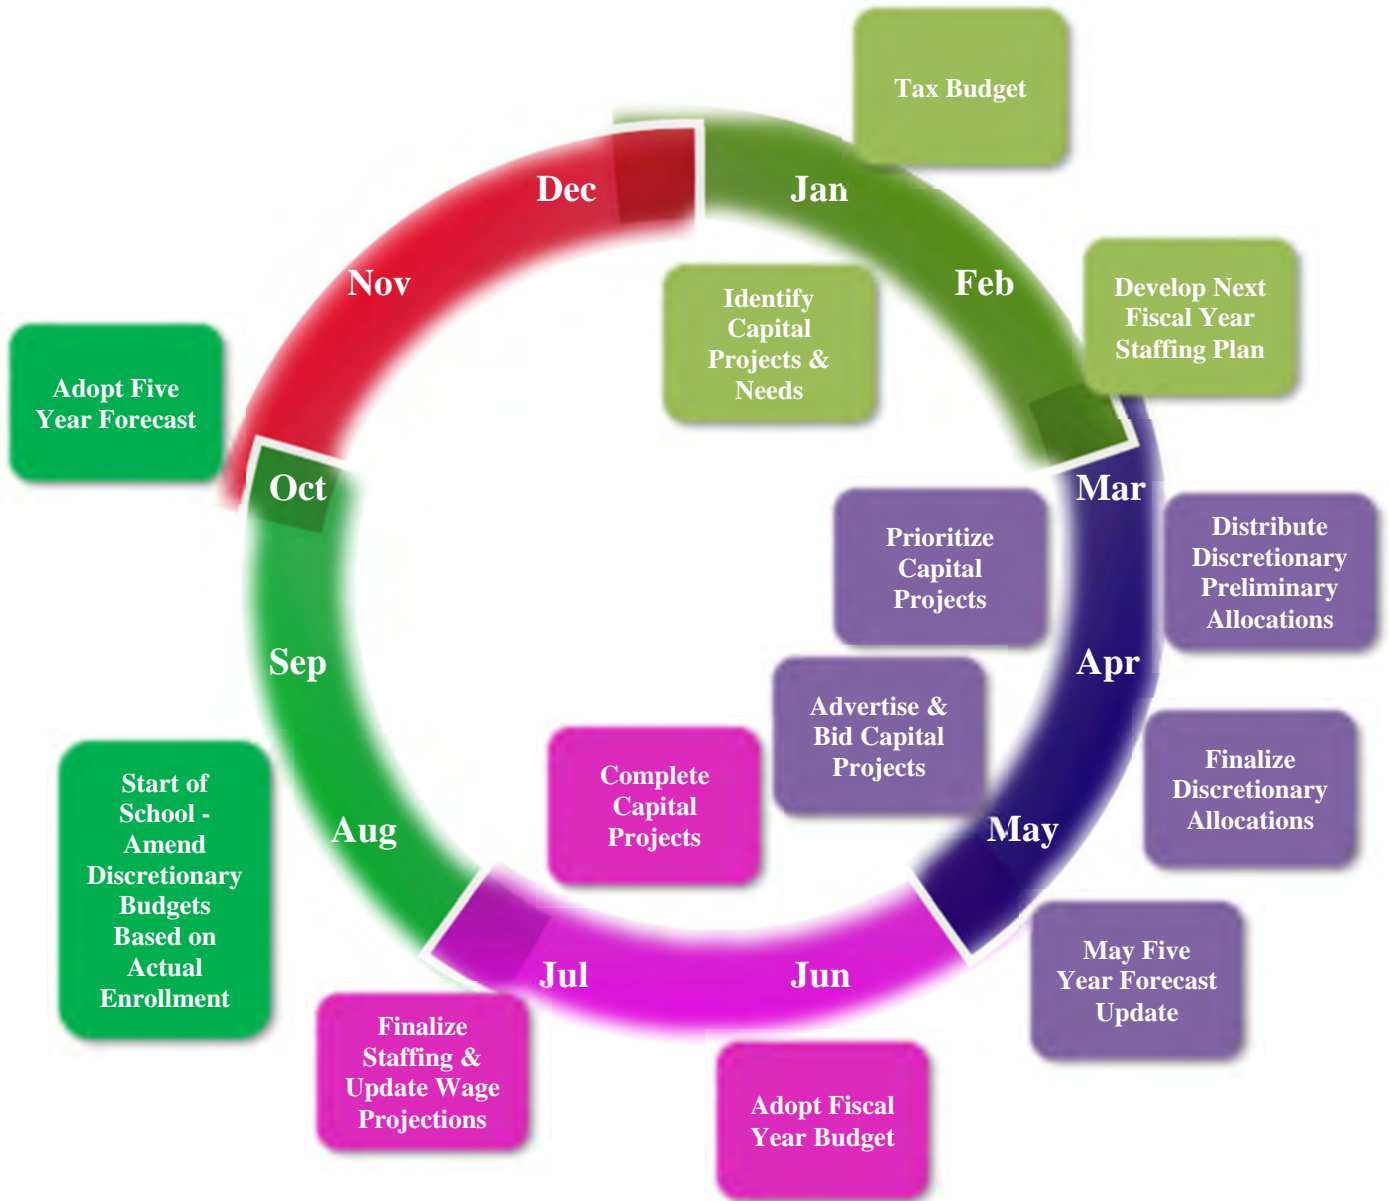 Tax Budget
Dec
Jan
Nov
Feb
Identify
Capital
Projects &
Needs
Develop Next
Fiscal Year
Staffing Plan
Adopt Five
Year Forecast
Oct
Mar
Prioritize
Capital
Projects
Distribute
Discretionary
Preliminary
Allocations
Sep
Apr
Advertise &
Bid Capital
Projects
Finalize
Discretionary
Allocations
Complete
Capital
Projects
Start of
School -
Amend
Discretionary
Budgets
Based on
Actual
Enrollment
Aug
May
May Five
Year Forecast
Update
Jul
Jun
Finalize
Staffing &
Update Wage
Projections
Adopt Fiscal
Year Budget